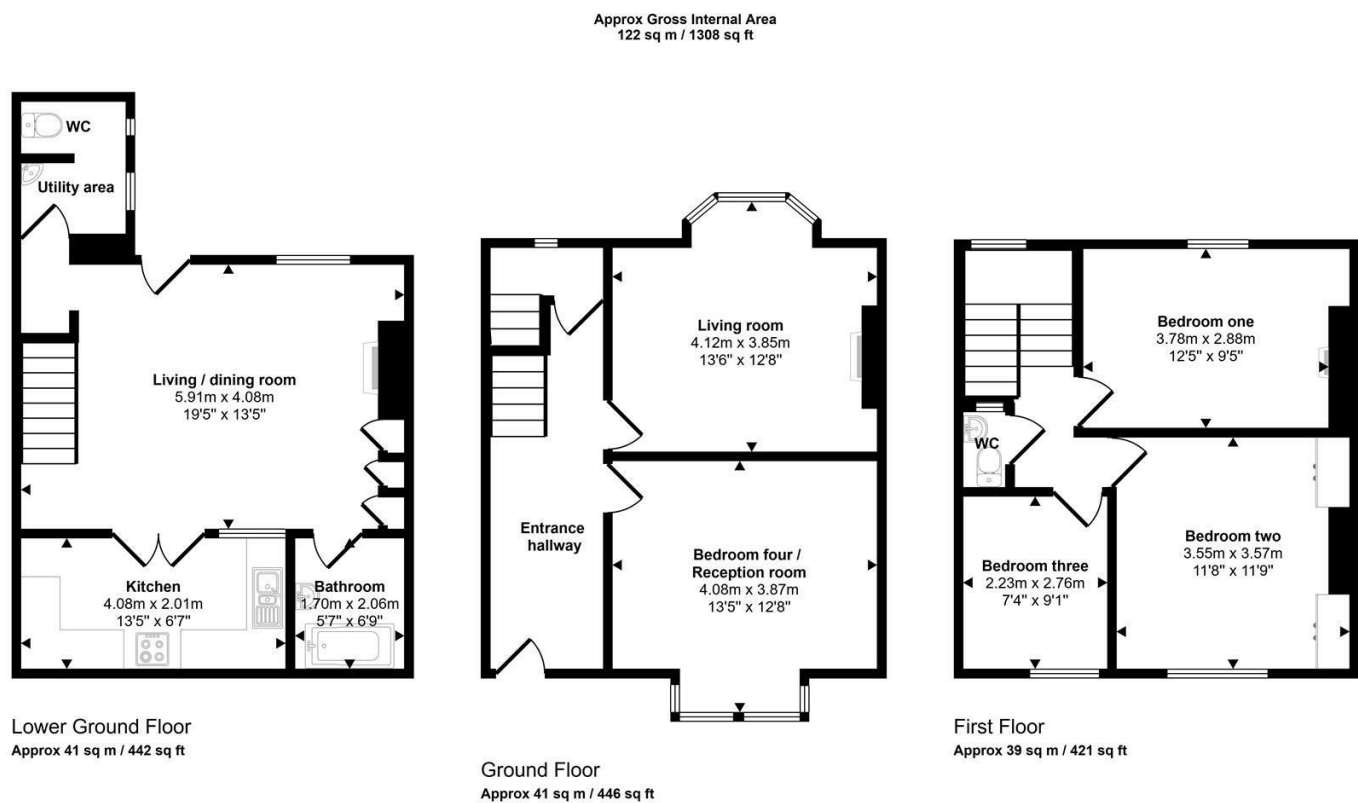 Approx Gross Internal Area
122 sq m / 1308 sq ft
WC
Utility area
Living / dining room
5.91m x 4.08m
19'5" x 13'5"
Kitchen
4.08m x 2.01m
13'5" x 6'7"
Bathroom
1.70m x 2.06m
5'7" x 6'9"
Lower Ground Floor
Approx 41 sq m / 442 sq ft
Living room
4.12m x 3.85m
13'6" x 12'8"
Entrance
hallway
Bedroom four /
Reception room
4.08m x 3.87m
13'5" x 12'8"
Ground Floor
Approx 41 sq m / 446 sq ft
Bedroom one
3.78m x 2.88m
12'5" x 9'5"
WC
Bedroom two
3.55m x 3.57m
11'8" x 11'9"
Bedroom three
2.23m x 2.76m
7'4" x 9'1"
First Floor
Approx 39 sq m / 421 sq ft